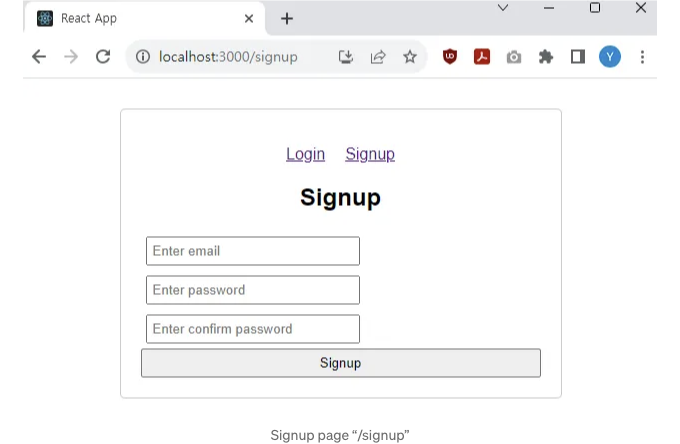 React App
localhost:3000/signup
Y
Login Signup
Signup
Enter email
Enter password
Enter confirm password
Signup
Signup page “/signup”